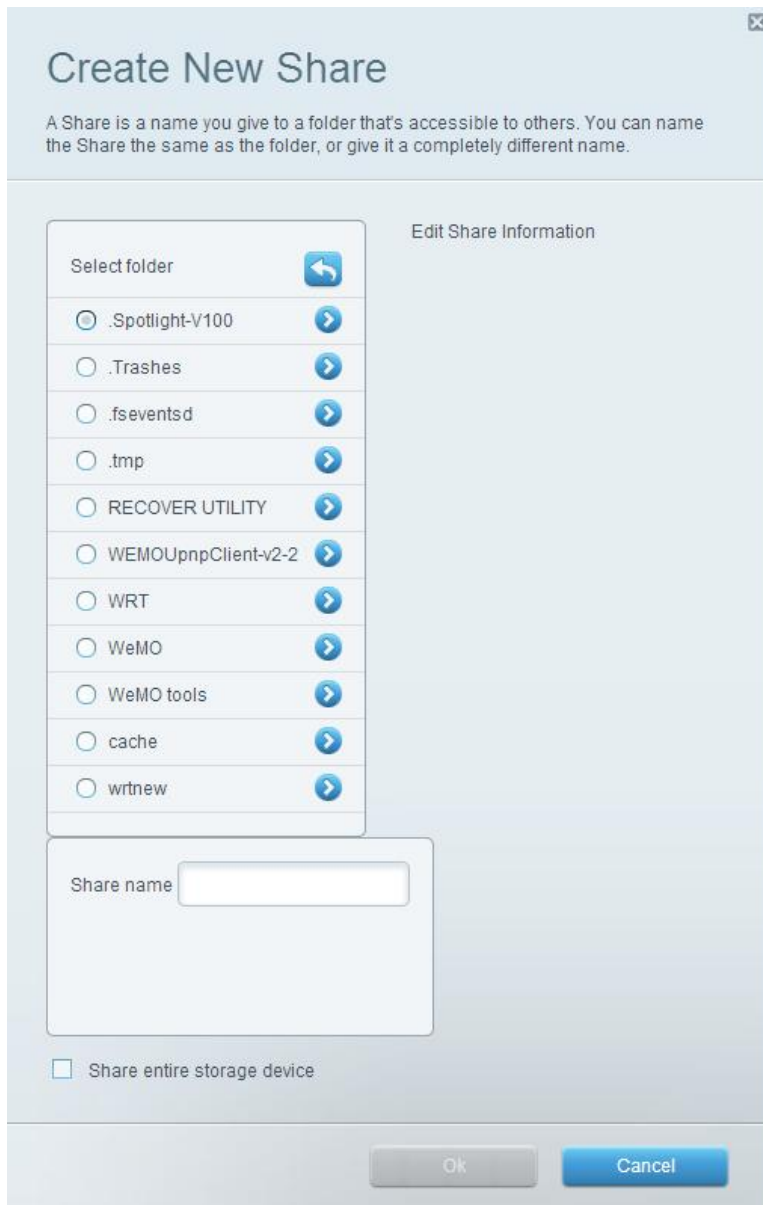 Create New Share
A Share is a name you give to a folder that's accessible to others. You can name
the Share the same as the folder, or give it a completely different name.
Edit Share Information
Select folder
.Spotlight-V100
.Trashes
.fseventsd
.tmp
RECOVER UTILITY
WEMOUpnpClient-v2-2
WRT
WeMO
WeMO tools
cache
wrtnew
Share name
Share entire storage device
Ok
Cancel